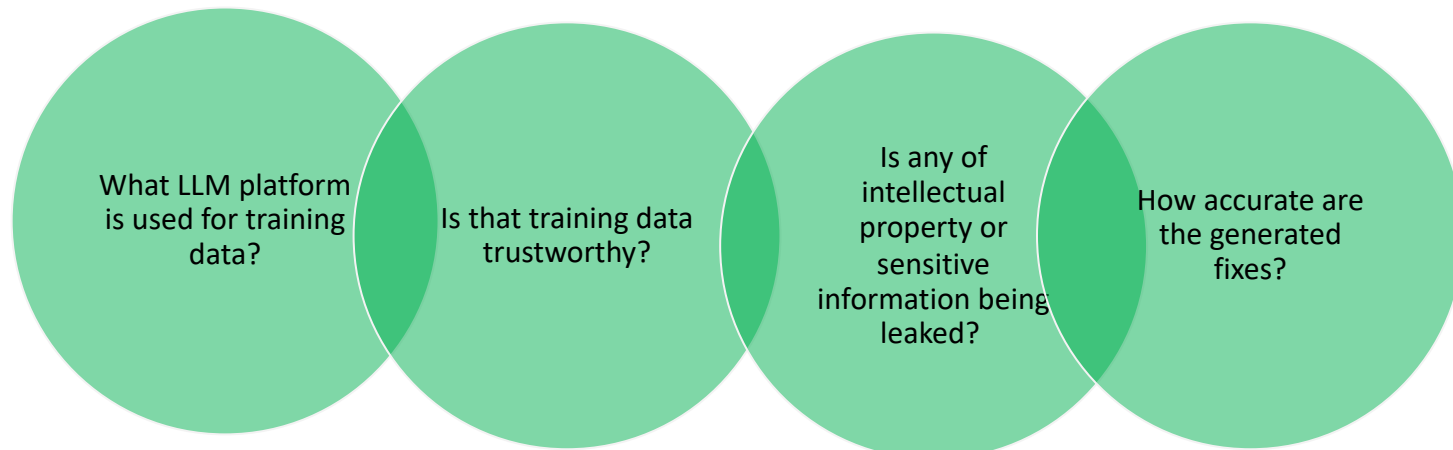 What LLM platform
is used for training
data?
Is that training data
trustworthy?
Is any of
intellectual
property or
sensitive
information being
leaked?
How accurate are
the generated
fixes?